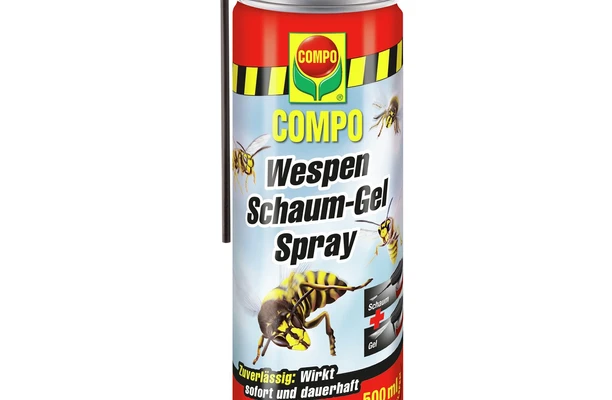 COMPO
®
COMPO
Wespen
Schaum-Gel
Spray
Schaum
+
Gel
Zuverlässig: Wirkt
sofort und dauerhaft
500 ml